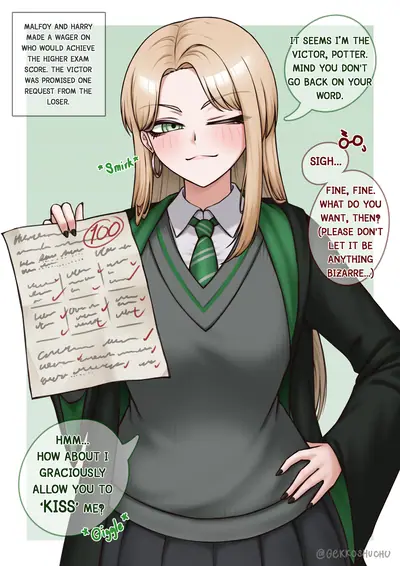 MALFOY AND HARRY
MADE A WAGER ON
WHO WOULD ACHIEVE
THE HIGHER EXAM
SCORE. THE VICTOR
WAS PROMISED ONE
REQUEST FROM THE
LOSER.
IT SEEMS I'M THE
VICTOR, POTTER.
MIND YOU DON'T
GO BACK ON YOUR
WORD.
*Smirk*
SIGH...
FINE, FINE.
WHAT DO YOU
WANT, THEN?
(PLEASE DON'T
LET IT BE
ANYTHING
BIZARRE...)
100
HMM...
HOW ABOUT I
GRACIOUSLY
ALLOW YOU TO
'KISS' ME?
*Giggle*
@GEKKOSHUCHU